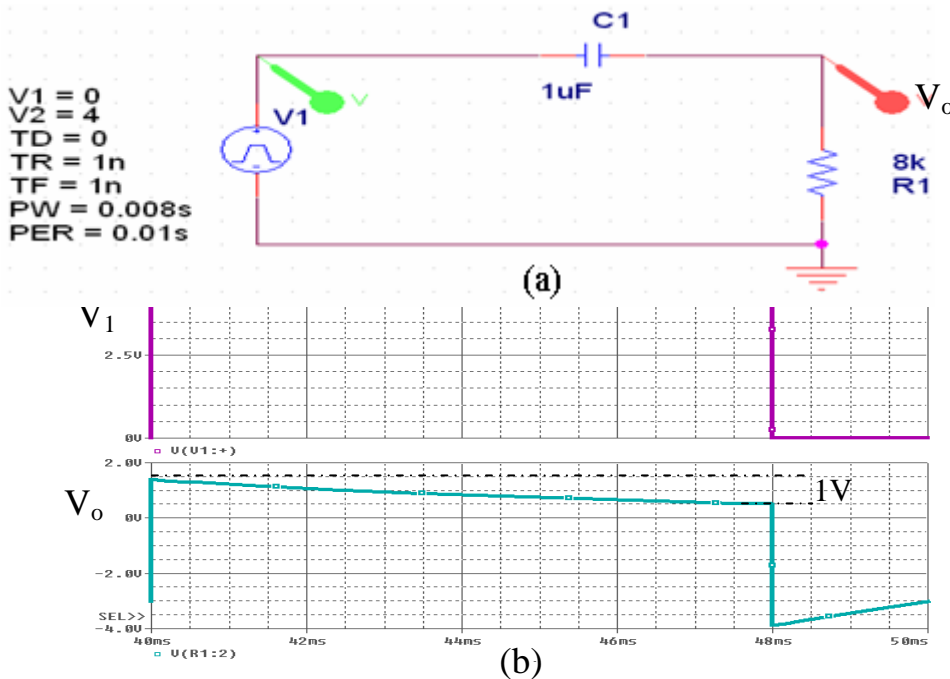 C1
1uF
V
V1
Vₒ
V1 = 0
V2 = 4
TD = 0
TR = 1n
TF = 1n
PW = 0.008s
PER = 0.01s
8k
R1
(a)
V₁
2.5V
0V
V(V1:+)
2.0V
Vₒ
1V
0V
-2.0V
SEL>>
-4.0V
40ms 42ms 44ms 46ms 48ms 50ms
V(R1:2)
(b)